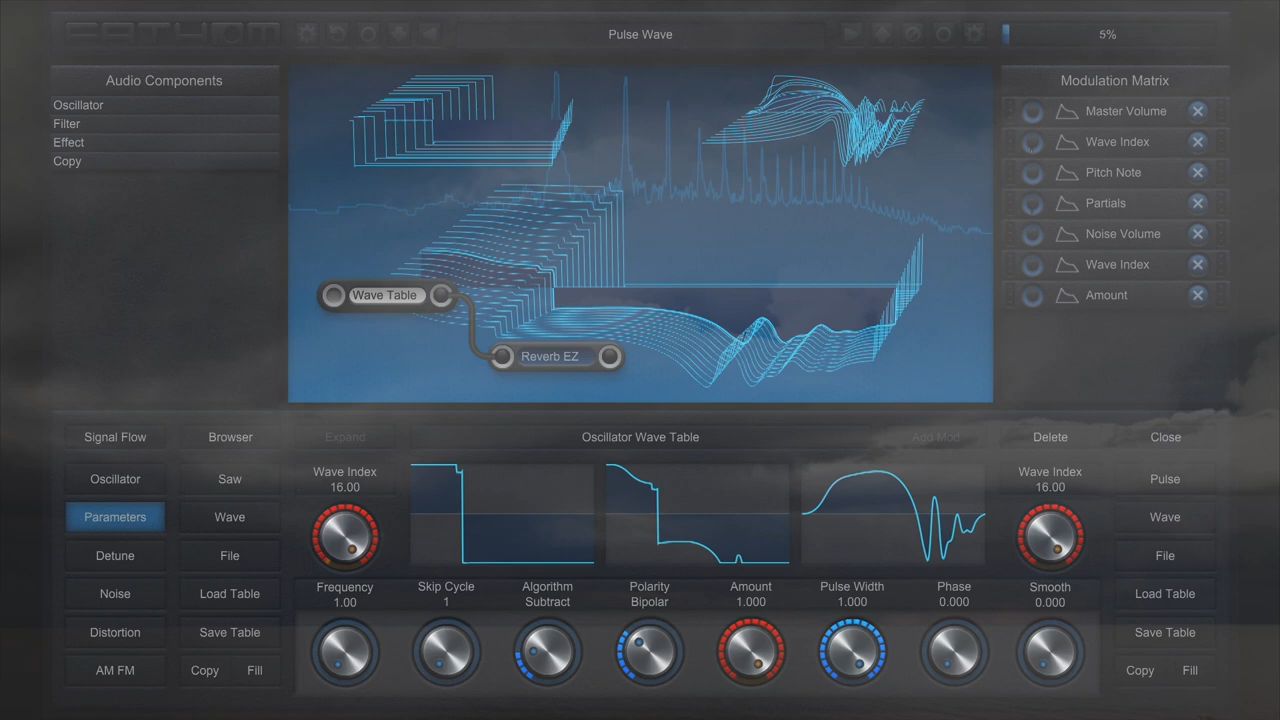 Pulse Wave
5%
Audio Components
Oscillator
Filter
Effect
Copy
Modulation Matrix
Master Volume
Wave Index
Pitch Note
Partials
Noise Volume
Wave Index
Amount
Wave Table
Reverb EZ
Signal Flow
Browser
Expand
Oscillator Wave Table
Add Mod
Delete
Close
Oscillator
Saw
Wave Index
16.00
Wave Index
16.00
Pulse
Parameters
Wave
Wave
Detune
File
File
Noise
Load Table
Frequency
1.00
Skip Cycle
1
Algorithm
Subtract
Polarity
Bipolar
Amount
1.000
Pulse Width
1.000
Phase
0.000
Smooth
0.000
Load Table
Distortion
Save Table
Save Table
AM FM
Copy
Fill
Copy
Fill